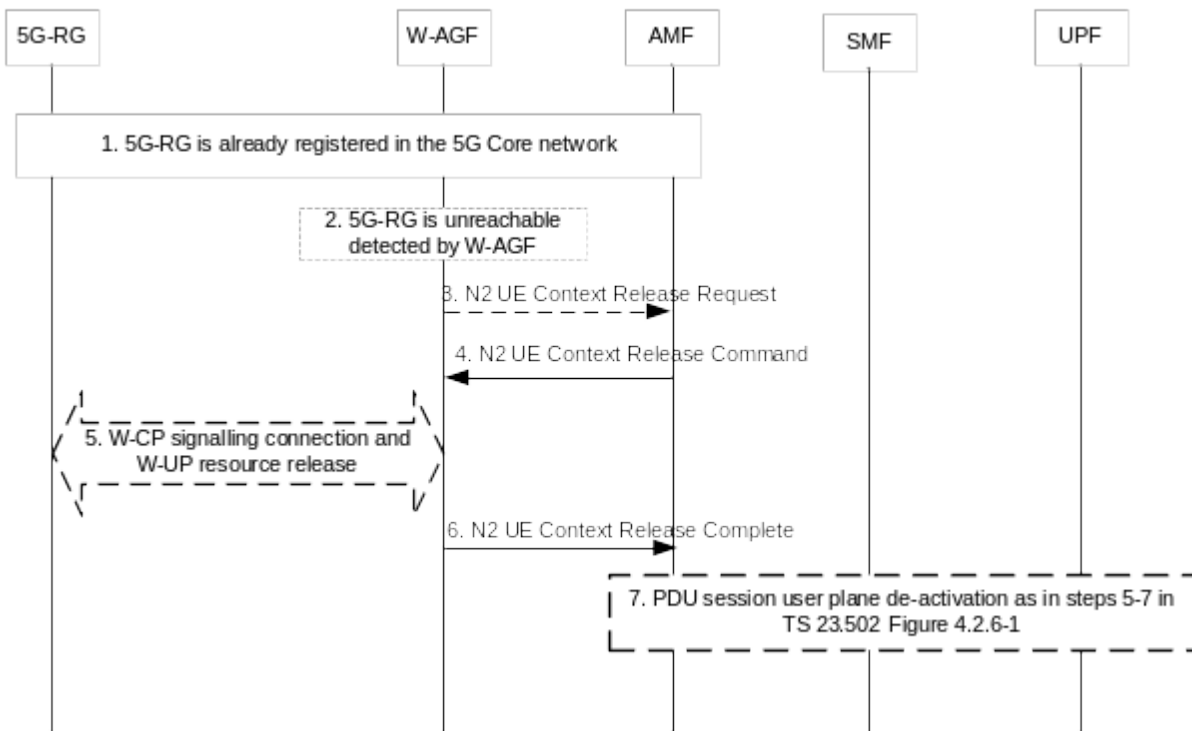 5G-RG
W-AGF
AMF
SMF
UPF
1. 5G-RG is already registered in the 5G Core network
2. 5G-RG is unreachable
detected by W-AGF
3. N2 UE Context Release Request
4. N2 UE Context Release Command
5. W-CP signalling connection and
W-UP resource release
6. N2 UE Context Release Complete
7. PDU session user plane de-activation as in steps 5-7 in
TS 23.502 Figure 4.2.6-1